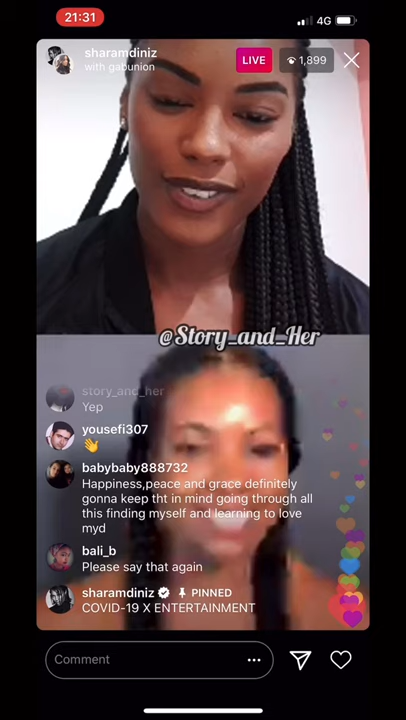 21:31
4G
sharamdiniz
with gabunion
LIVE
1,899
@Story_and_Her
story_and_her
Yep
yousefi307
👋
babybaby888732
Happiness,peace and grace definitely
gonna keep tht in mind going through all
this finding myself and learning to love
myd
bali_b
Please say that again
sharamdiniz PINNED
COVID-19 X ENTERTAINMENT
Comment